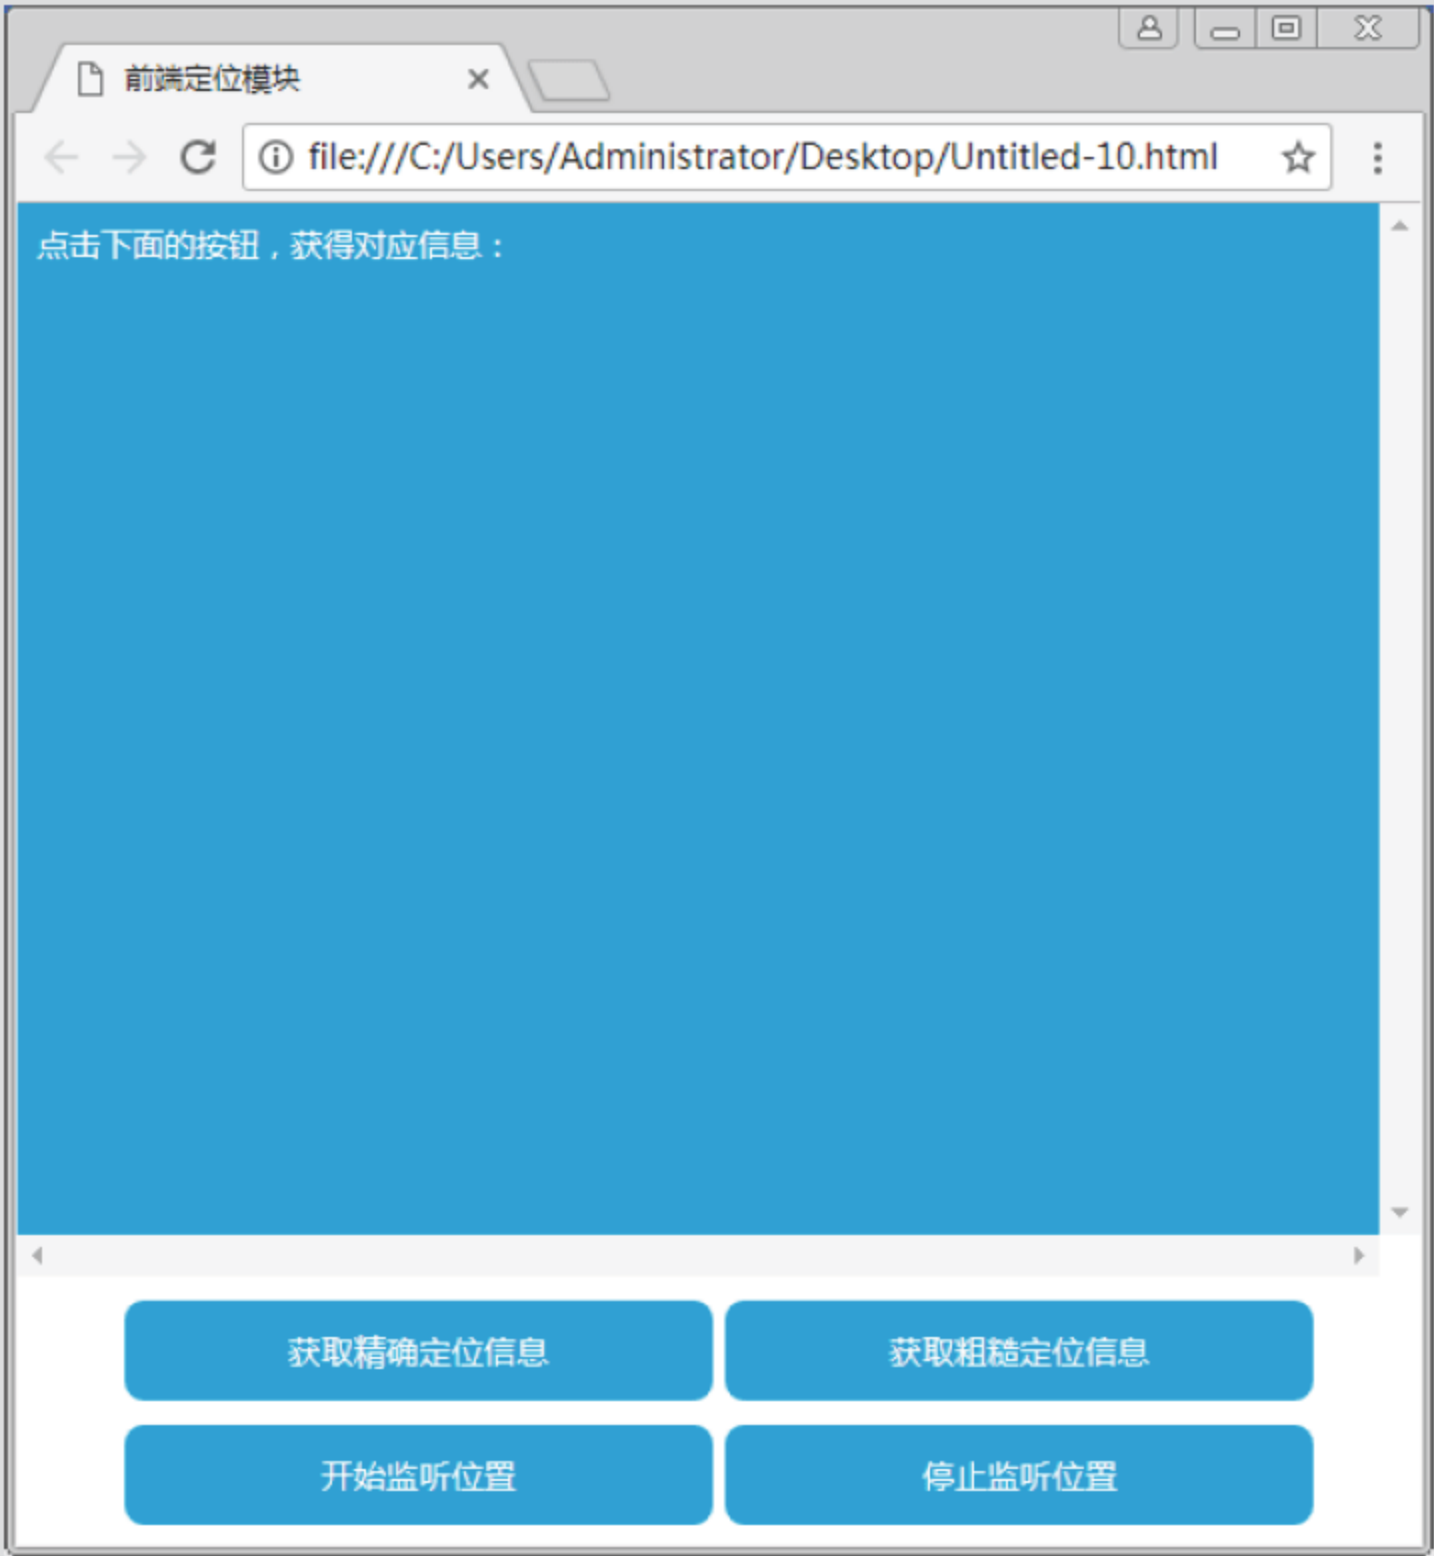 前端定位模块
file:///C:/Users/Administrator/Desktop/Untitled-10.html
点击下面的按钮，获得对应信息：
获取精确定位信息
获取粗糙定位信息
开始监听位置
停止监听位置